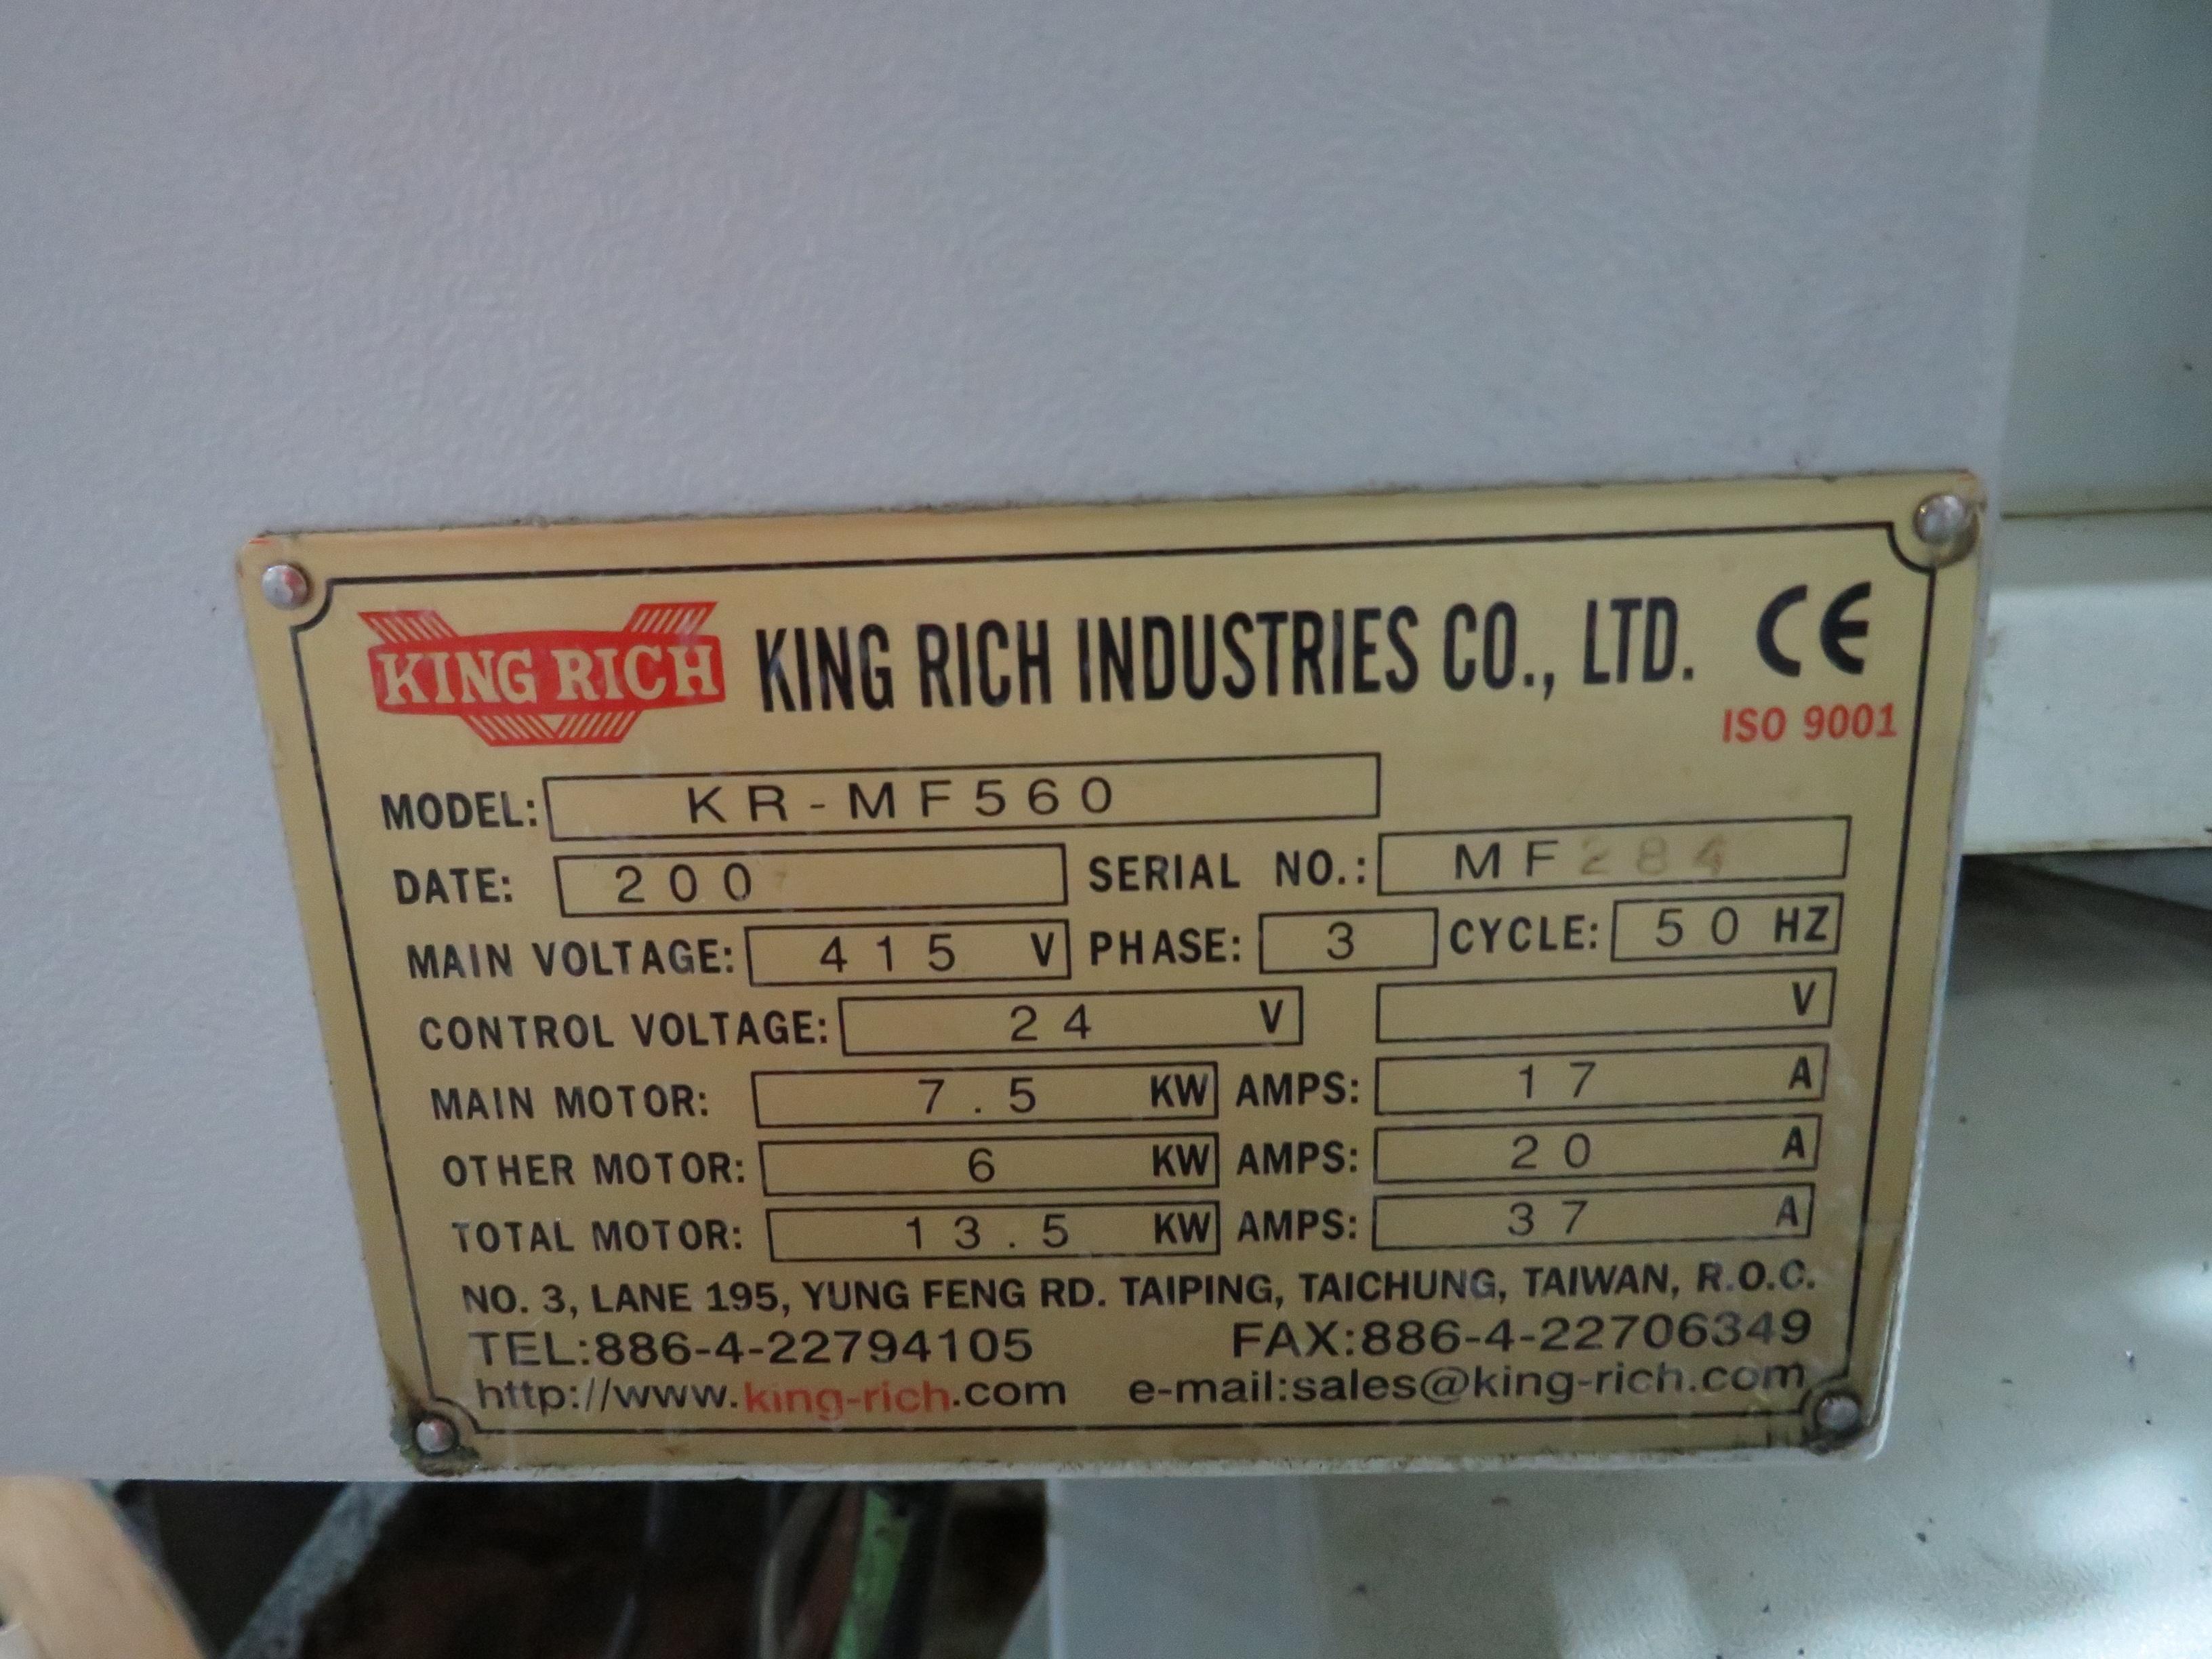 KING RICH KING RICH INDUSTRIES CO., LTD. CE
ISO 9001
MODEL: KR-MF560
DATE: 200 SERIAL NO.: MF284
MAIN VOLTAGE: 415 V PHASE: 3 CYCLE: 50 HZ
CONTROL VOLTAGE: 24 V V
MAIN MOTOR: 7.5 KW AMPS: 17 A
OTHER MOTOR: 6 KW AMPS: 20 A
TOTAL MOTOR: 13.5 KW AMPS: 37 A
NO. 3, LANE 195, YUNG FENG RD. TAIPING, TAICHUNG, TAIWAN, R.O.C.
TEL:886-4-22794105 FAX:886-4-22706349
http://www.king-rich.com e-mail:sales@king-rich.com